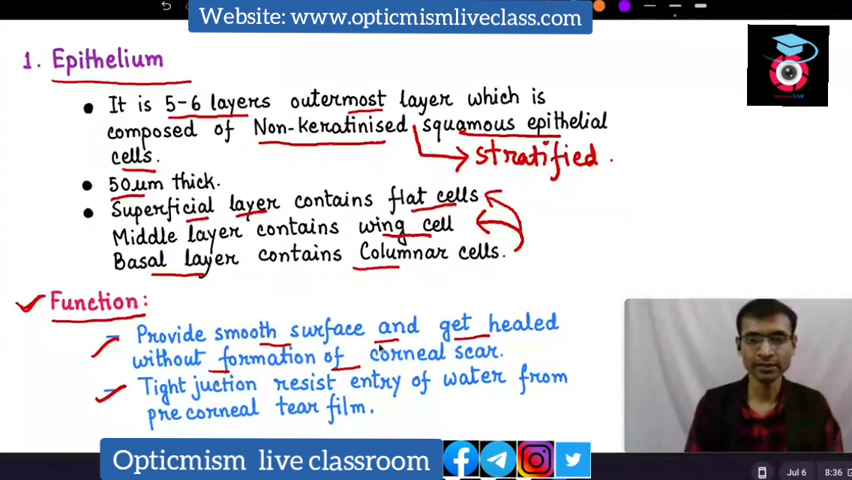 Website: www.opticmismliveclass.com
1. Epithelium
It is 5-6 layers outermost layer which is
composed of Non-keratinised squamous epithelial
stratified.
cells.
50μm thick.
Superficial layer contains flat cells
Middle layer contains wing cell
Basal layer contains Columnar cells.
Function:
Provide smooth surface and get healed
without formation of corneal scar.
Tight juction resist entry of water from
pre corneal tear film.
Opticmism live classroom
Jul 6
8:36